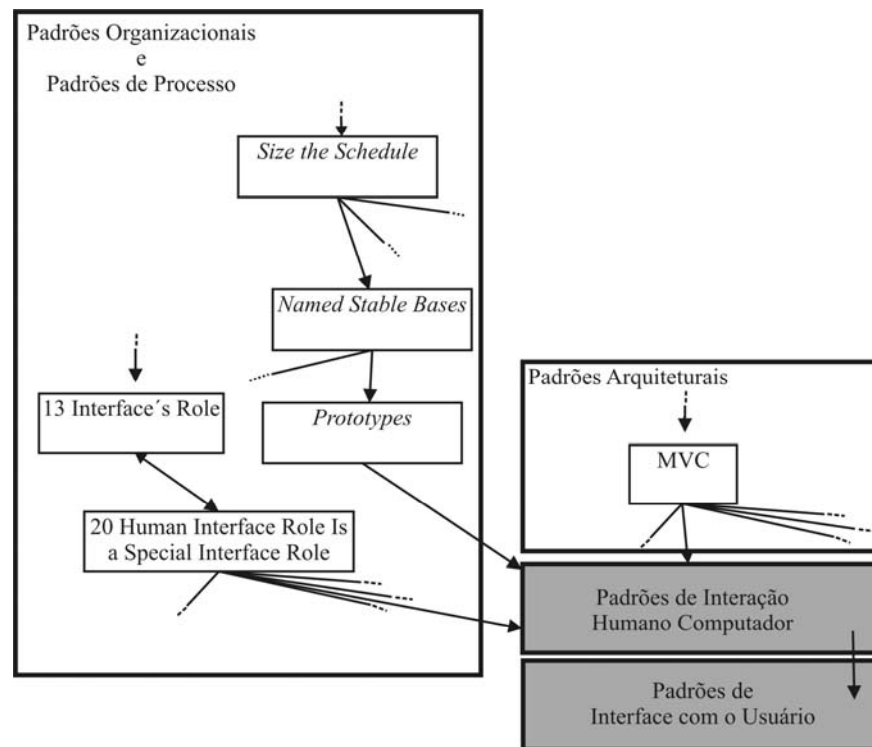 Padrões Organizacionais
e
Padrões de Processo
Size the Schedule
Named Stable Bases
13 Interface´s Role
Prototypes
20 Human Interface Role Is
a Special Interface Role
Padrões Arquiteturais
MVC
Padrões de Interação
Humano Computador
Padrões de
Interface com o Usuário